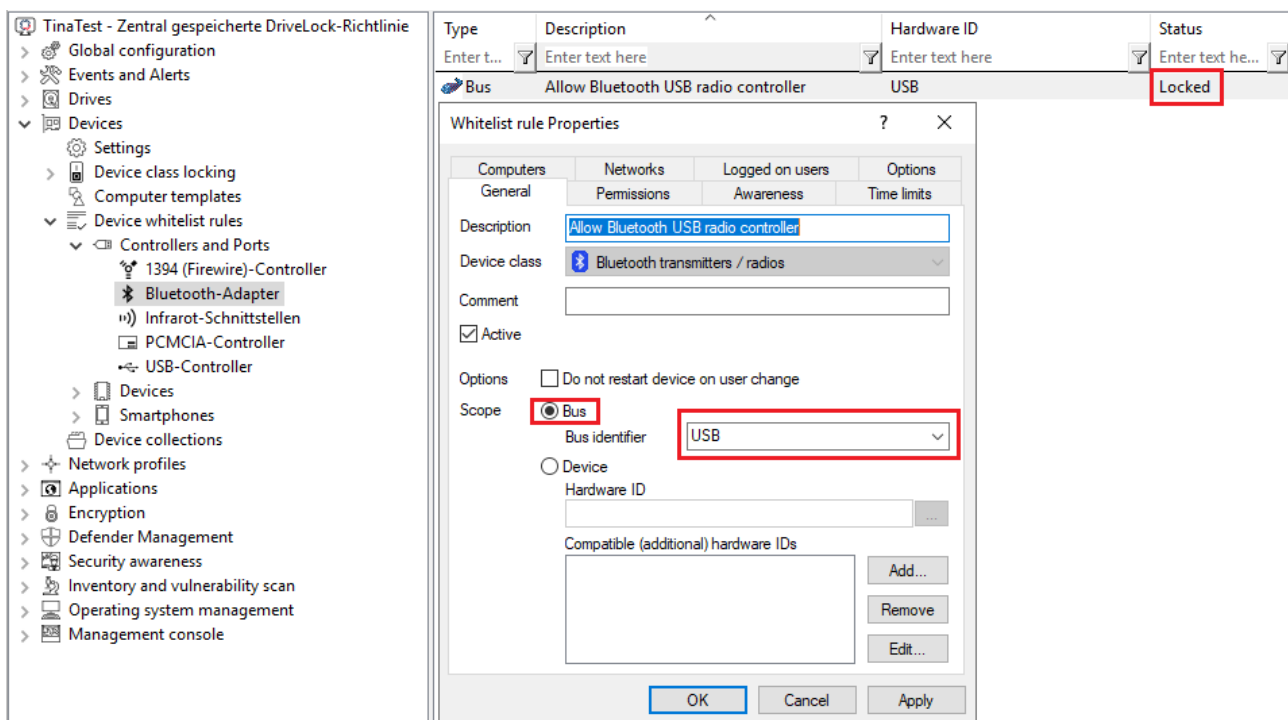 TinaTest - Zentral gespeicherte DriveLock-Richtlinie
Global configuration
Events and Alerts
Drives
Devices
Settings
Device class locking
Computer templates
Device whitelist rules
Controllers and Ports
1394 (Firewire)-Controller
Bluetooth-Adapter
Infrarot-Schnittstellen
PCMCIA-Controller
USB-Controller
Devices
Smartphones
Device collections
Network profiles
Applications
Encryption
Defender Management
Security awareness
Inventory and vulnerability scan
Operating system management
Management console
Type Description Hardware ID Status
Enter t... Enter text here Enter text here Enter text he...
Bus Allow Bluetooth USB radio controller USB Locked
Whitelist rule Properties ?
Computers Networks Logged on users Options
General Permissions Awareness Time limits
Description Allow Bluetooth USB radio controller
Device class Bluetooth transmitters / radios
Comment
Active
Options Do not restart device on user change
Scope Bus
Bus identifier USB
Device
Hardware ID
...
Compatible (additional) hardware IDs
Add...
Remove
Edit...
OK Cancel Apply